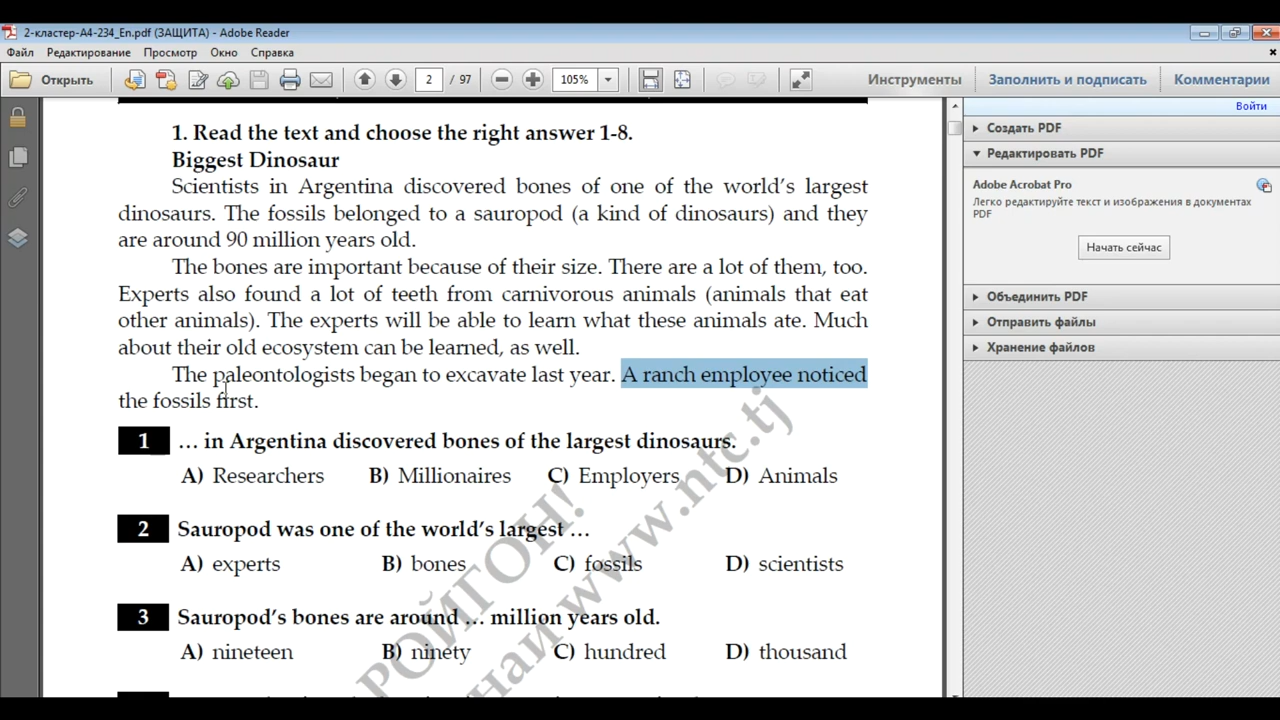 2-кластер-А4-234_En.pdf (ЗАЩИТА) - Adobe Reader
Файл Редактирование Просмотр Окно Справка
Открыть 2 / 97 105% Инструменты Заполнить и подписать Комментарии
Войти
Создать PDF
Редактировать PDF
Adobe Acrobat Pro
Легко редактируйте текст и изображения в документах
PDF
Начать сейчас
Объединить PDF
Отправить файлы
Хранение файлов
1. Read the text and choose the right answer 1-8.
Biggest Dinosaur
Scientists in Argentina discovered bones of one of the world's largest
dinosaurs. The fossils belonged to a sauropod (a kind of dinosaurs) and they
are around 90 million years old.
The bones are important because of their size. There are a lot of them, too.
Experts also found a lot of teeth from carnivorous animals (animals that eat
other animals). The experts will be able to learn what these animals ate. Much
about their old ecosystem can be learned, as well.
The paleontologists began to excavate last year. A ranch employee noticed
the fossils first.
1 … in Argentina discovered bones of the largest dinosaurs.
A) Researchers B) Millionaires C) Employers D) Animals
2 Sauropod was one of the world's largest …
A) experts B) bones C) fossils D) scientists
3 Sauropod's bones are around … million years old.
A) nineteen B) ninety C) hundred D) thousand
РОЙГОН!
www.ntc.tj